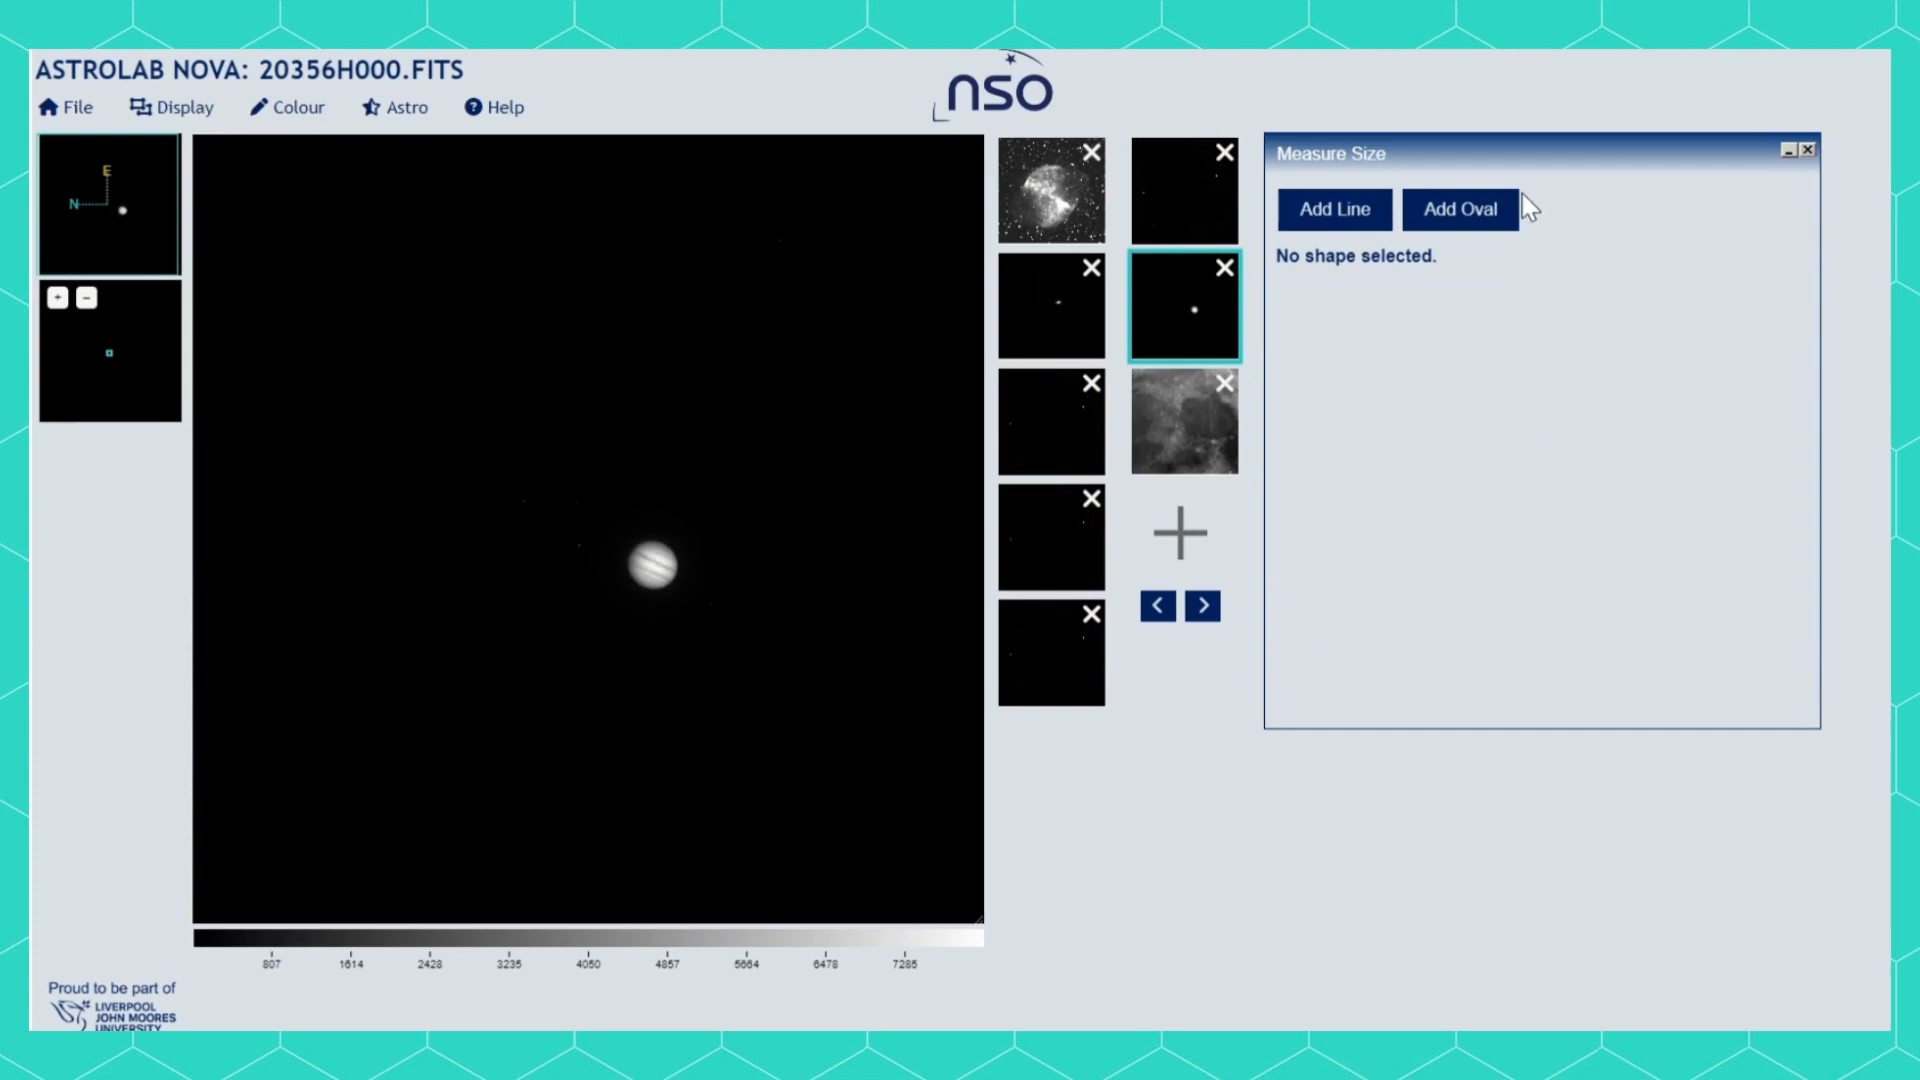 ASTROLAB NOVA: 20356H000.FITS
nso
File Display Colour Astro Help
E
N
+ −
Measure Size
Add Line Add Oval
No shape selected.
807 1614 2428 3235 4050 4857 5664 6478 7285
Proud to be part of
LIVERPOOL
JOHN MOORES
UNIVERSITY